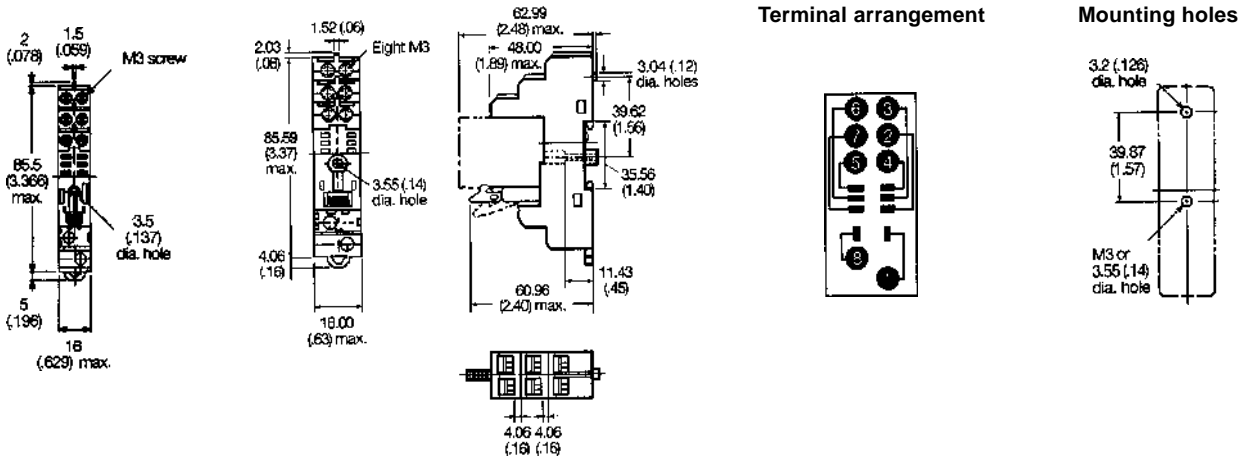 Terminal arrangement
Mounting holes
2
(.078)
1.5
(.059)
M3 screw
85.5
(3.366)
max.
3.5
(.137)
dia. hole
5
(.196)
16
(.629) max.
1.52 (.06)
2.03
(.08)
Eight M3
85.59
(3.37)
max.
3.55 (.14)
dia. hole
4.06
(.16)
16.00
(.63) max.
62.99
(2.48) max.
48.00
(1.89) max.
3.04 (.12)
dia. holes
39.62
(1.56)
35.56
(1.40)
11.43
(.45)
60.96
(2.40) max.
4.06 4.06
(.16) (.16)
6 3
7 2
5 4
8
3.2 (.126)
dia. hole
39.87
(1.57)
M3 or
3.55 (.14)
dia. hole